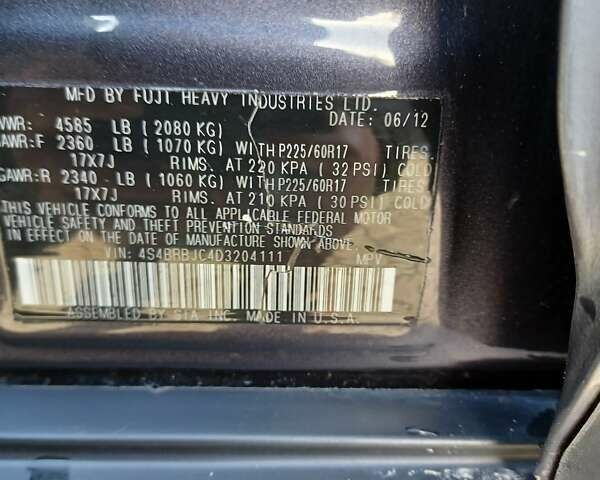 MFD BY FUJI HEAVY INDUSTRIES LTD.
DATE: 06/12
VWR: 4585 LB (2080 KG)
AWR:F 2360 LB (1070 KG) WITH P225/60R17 TIRES.
17X7J RIMS. AT 220 KPA (32 PSI) COLD
GAWR:R 2340 LB (1060 KG) WITH P225/60R17 TIRES.
17X7J RIMS. AT 210 KPA (30 PSI) COLD
THIS VEHICLE CONFORMS TO ALL APPLICABLE FEDERAL MOTOR
VEHICLE SAFETY AND THEFT PREVENTION STANDARDS
IN EFFECT ON THE DATE OF MANUFACTURE SHOWN ABOVE.
VIN: 4S4BRBJC4D3204111 MPV
ASSEMBLED BY SIA INC. MADE IN U.S.A.